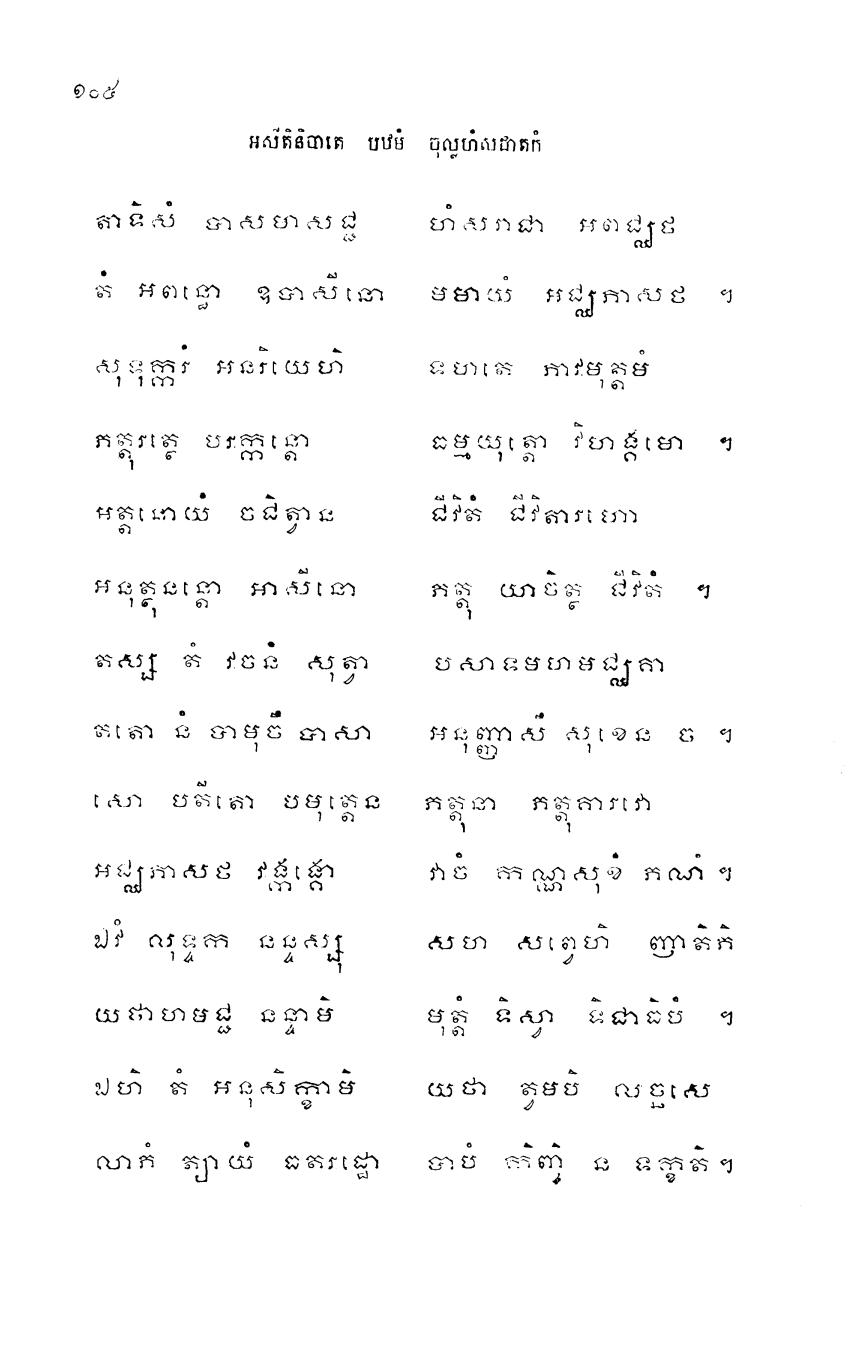 ១០៥
អសីតិនិបាតេ បឋមំ ចុល្លហំសជាតកំ
តាទិសំ បាសហាសជ្ជ ហំសរាជា អពជ្ឈថ
តំ អពន្ធោ ឧបាសីនោ មមាយំ អជ្ឈភាសថ ។
សុទុក្ករំ អនរិយេហិ ទហតេ ភាវមុត្តមំ
ភត្តុរត្ថេ បរក្កន្តោ ធម្មយុត្តោ វិហង្គមោ ។
អត្តនោយំ ចជិត្វាន ជីវិតំ ជីវិតារហោ
អនុត្ថុនន្តោ អាសីនោ ភត្តុ យាចិត្ថ ជីវិតំ ។
តស្ស តំ វចនំ សុត្វា បសាទមហមជ្ឈគា
តតោ នំ បាមុចឹ បាសា អនុញ្ញាសឹ សុខេន ច ។
សោ បតីតោ បមុត្តេន ភត្តុនា ភត្តុគារវោ
អជ្ឈភាសថ វង្កង្គោ វាចំ កណ្ណសុខំ ភណំ ។
ឯវំ លុទ្ទក នន្ទស្សុ សហ សព្វេហិ ញាតិភិ
យថាហមជ្ជ នន្ទាមិ មុត្តំ ទិស្វា ទិជាធិបំ ។
ឯហិ តំ អនុសិក្ខាមិ យថា ត្វមបិ លច្ឆសេ
លាភំ ត្យាយំ ធតរដ្ឋោ បាបំ កិញ្ចិ ន ទក្ខតិ ។